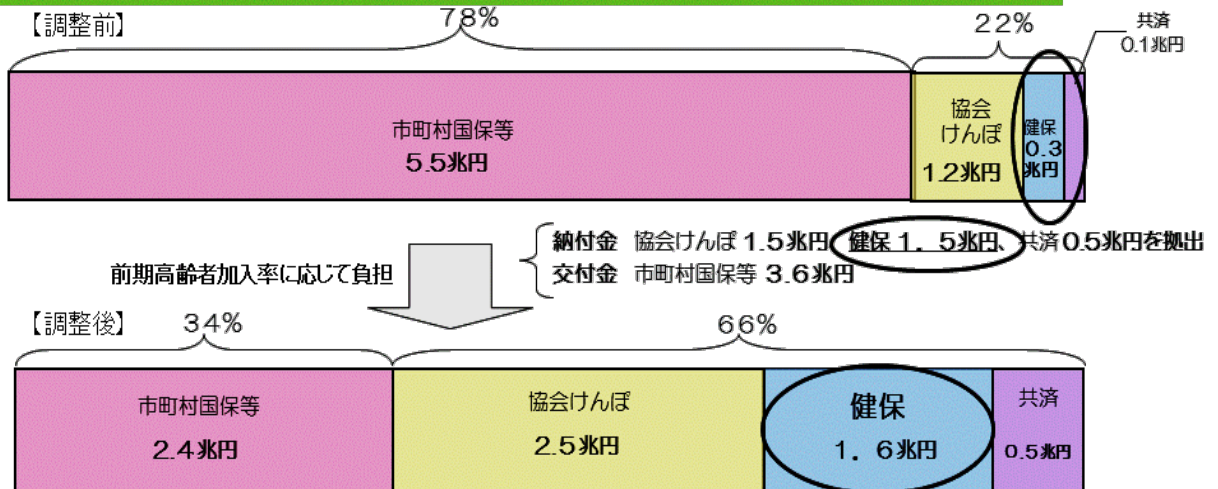 【調整前】
78%
22%
共済
0.1兆円
市町村国保等
5.5兆円
協会
けんぽ
1.2兆円
健保
0.3
兆円
納付金 協会けんぽ 1.5兆円、健保 1．5兆円、共済 0.5兆円を拠出
交付金 市町村国保等 3.6兆円
前期高齢者加入率に応じて負担
【調整後】
34%
66%
市町村国保等
2.4兆円
協会けんぽ
2.5兆円
健保
1．6兆円
共済
0.5兆円